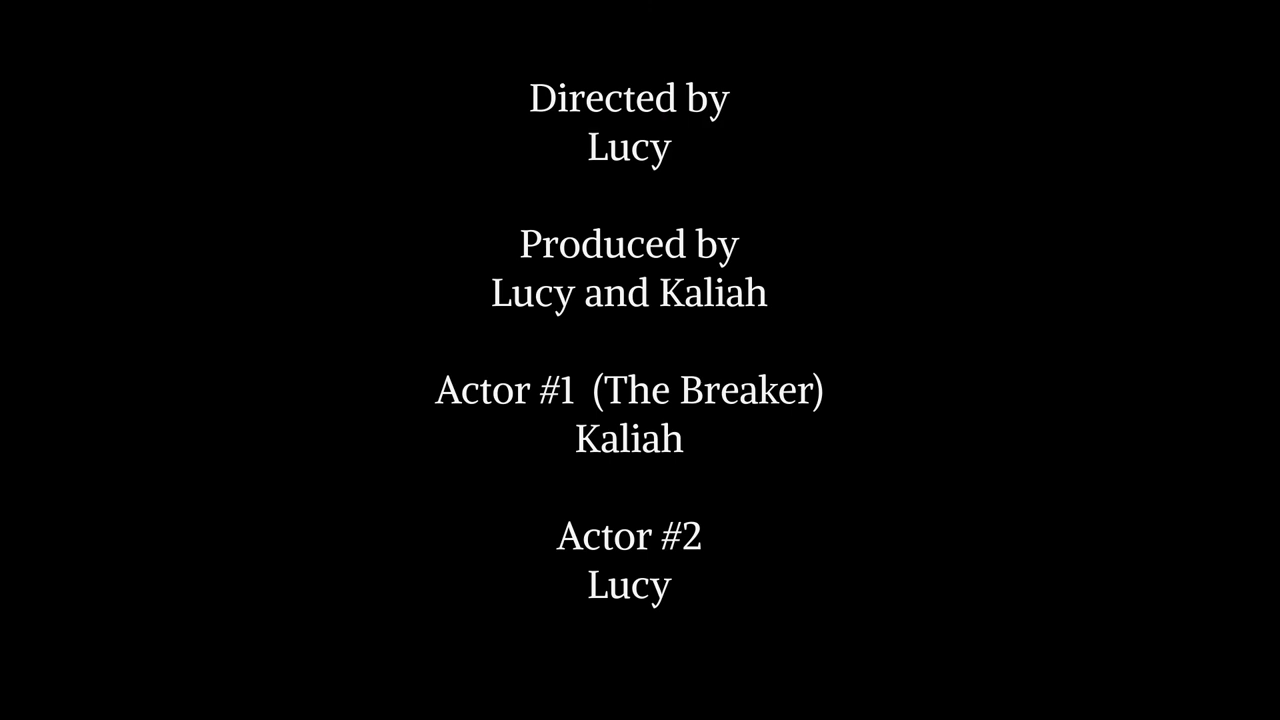 Directed by
Lucy
Produced by
Lucy and Kaliah
Actor #1 (The Breaker)
Kaliah
Actor #2
Lucy